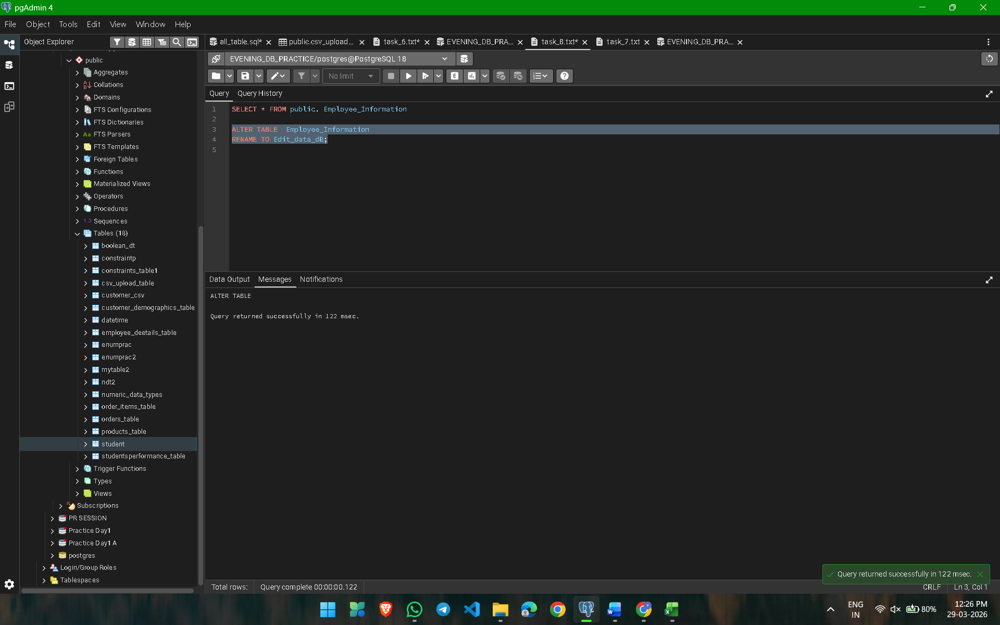 pgAdmin 4
File Object Tools Edit View Window Help
Object Explorer
all_table.sql* public.csv_upload... task_6.txt* EVENING_DB_PRA... task_8.txt* task_7.txt EVENING_DB_PRA...
EVENING_DB_PRACTICE/postgres@PostgreSQL 18
No limit
Query Query History
1 SELECT * FROM public. Employee_Information
2
3 ALTER TABLE  Employee_Information
4 RENAME TO Edit_data_dB;
5
public
Aggregates
Collations
Domains
FTS Configurations
FTS Dictionaries
FTS Parsers
FTS Templates
Foreign Tables
Functions
Materialized Views
Operators
Procedures
1..3 Sequences
Tables (18)
boolean_dt
constraintp
constraints_table1
csv_upload_table
customer_csv
customer_demographics_table
datetime
employee_deetails_table
enumprac
enumprac2
mytable2
ndt2
numeric_data_types
order_items_table
orders_table
products_table
student
studentsperformance_table
Trigger Functions
Types
Views
Subscriptions
PR SESSION
Practice Day1
Practice Day1 A
postgres
Login/Group Roles
Tablespaces
Data Output Messages Notifications
ALTER TABLE
Query returned successfully in 122 msec.
Query returned successfully in 122 msec.
Total rows: Query complete 00:00:00.122 CRLF Ln 3, Col 1
ENG
IN
80%
12:26 PM
29-03-2026